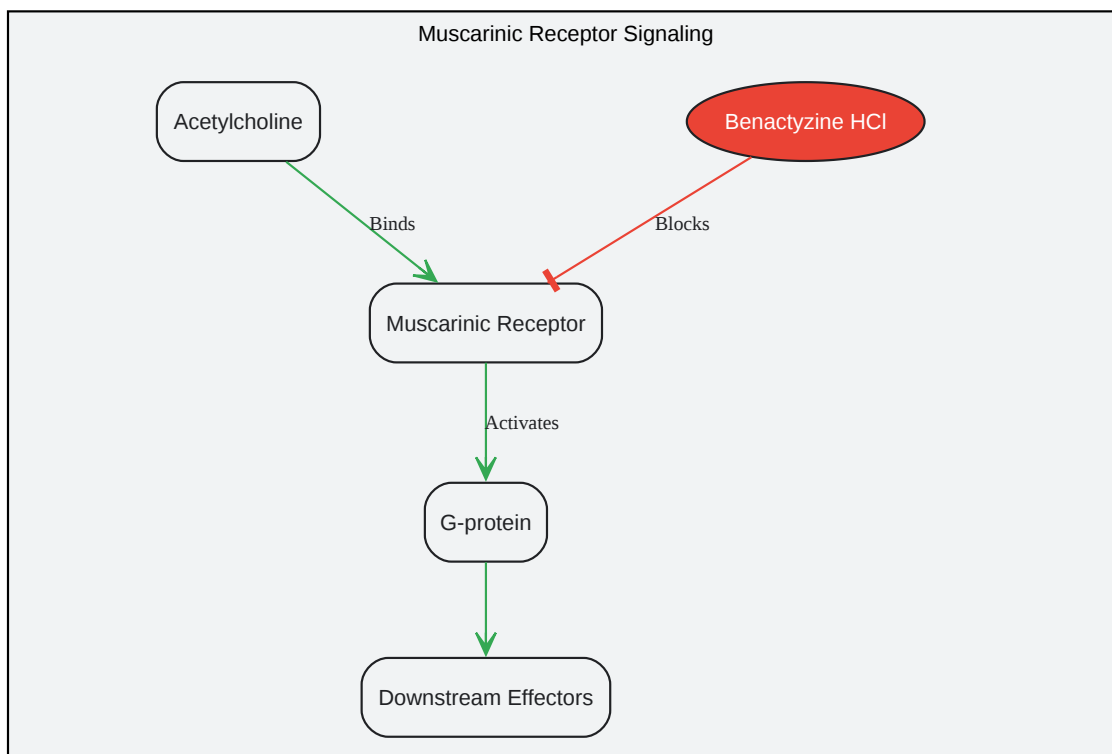 Muscarinic Receptor Signaling
Acetylcholine
Benactyzine HCl
Binds
Blocks
Muscarinic Receptor
Activates
G-protein
Downstream Effectors